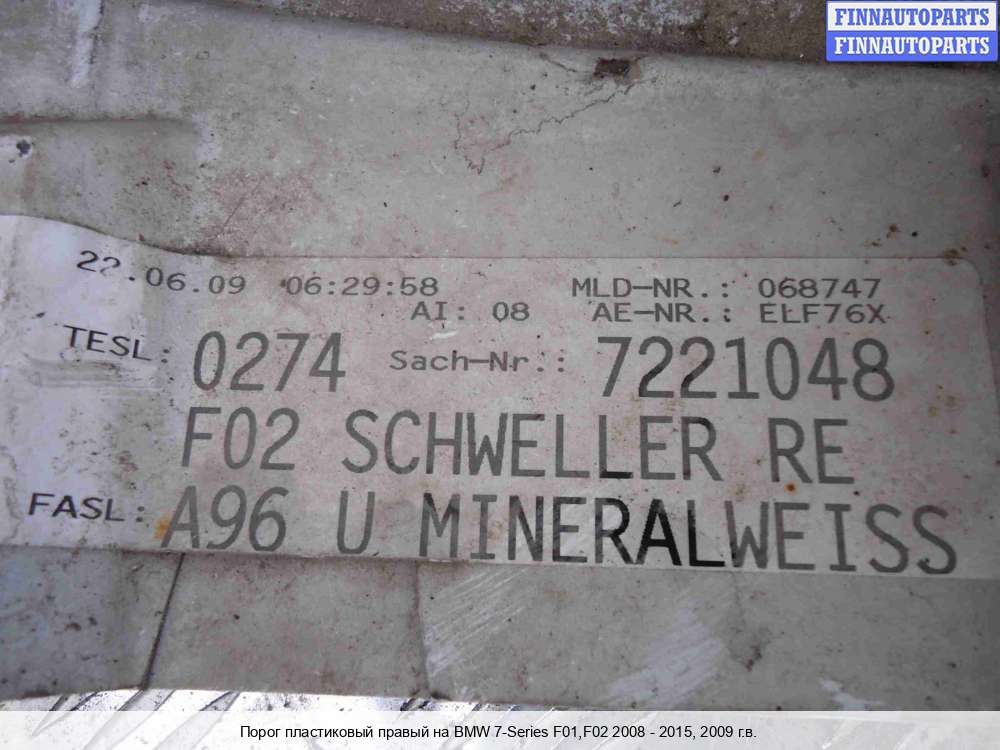 FINNAUTOPARTS
FINNAUTOPARTS
22.06.09 06:29:58 MLD-NR.: 068747
AI: 08 AE-NR.: ELF76X
TESL: 0274 Sach-Nr.: 7221048
F02 SCHWELLER RE
FASL: A96 U MINERALWEISS
Порог пластиковый правый на BMW 7-Series F01,F02 2008 - 2015, 2009 г.в.